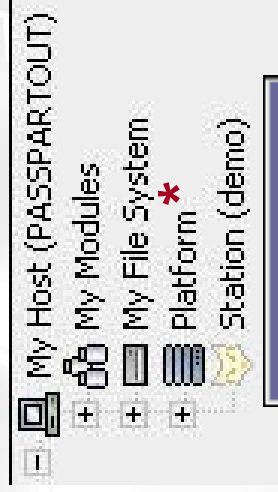 My Host (PASSPARTOUT)
My Modules
My File System
Platform *
Station (demo)